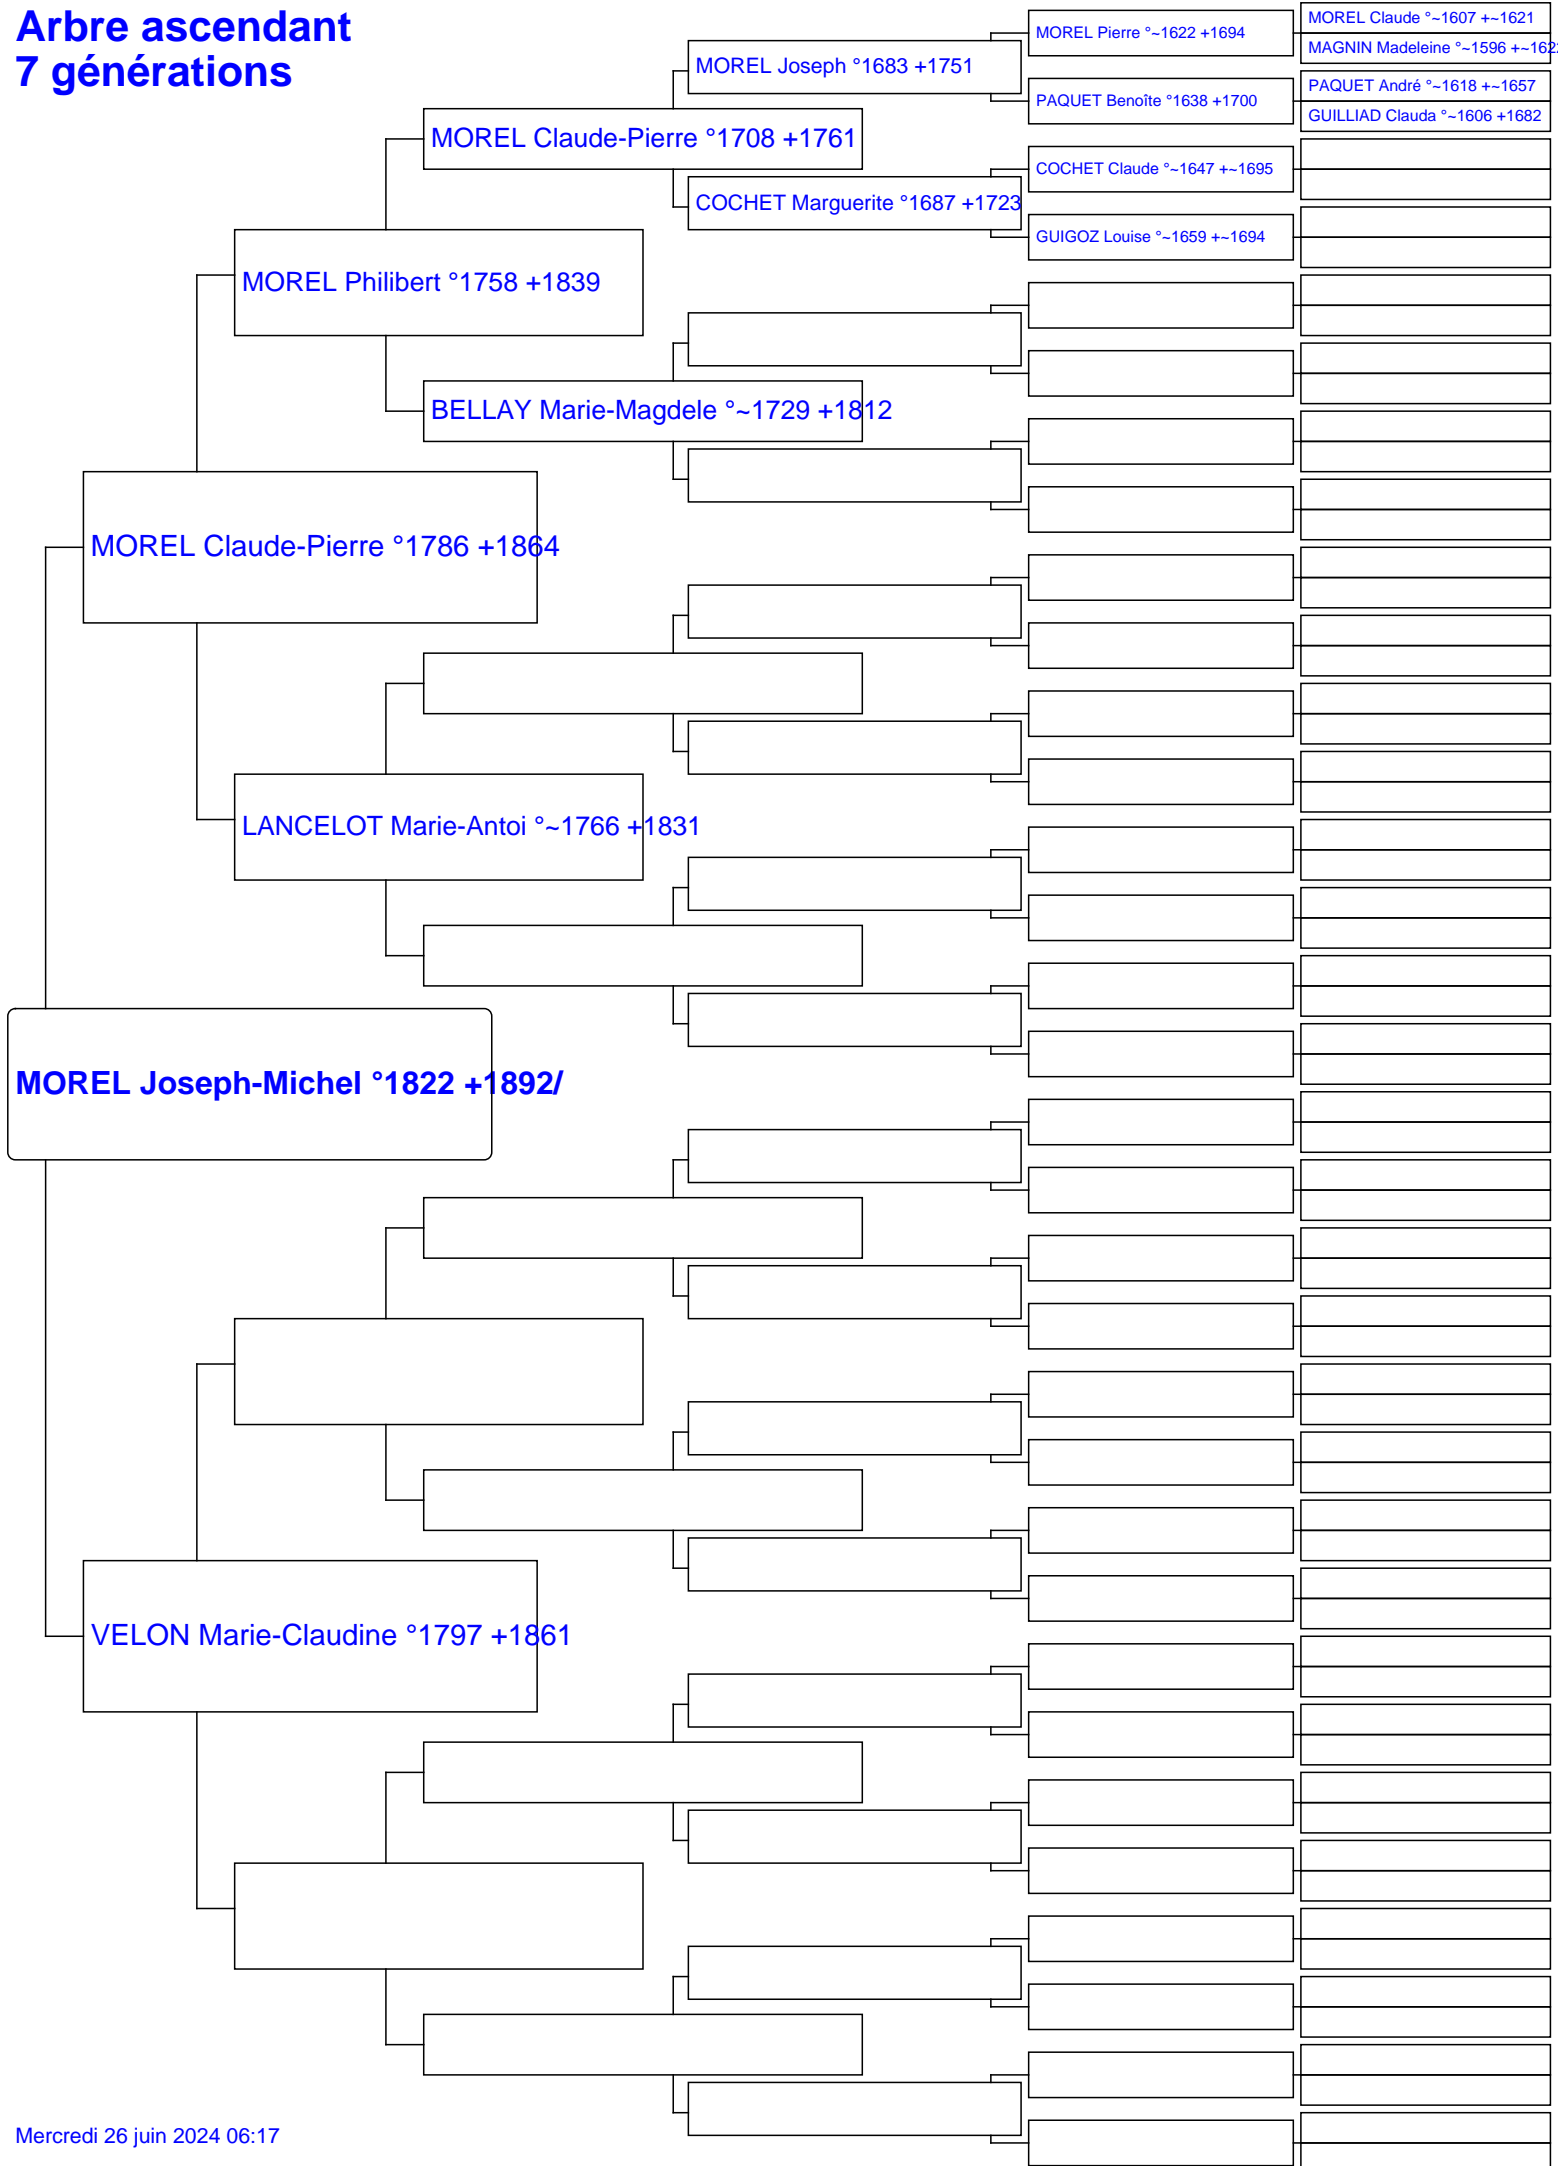 Arbre ascendant
7 générations
MOREL Claude °~1607 +~1621
MOREL Pierre °~1622 +1694
MAGNIN Madeleine °~1596 +~162
MOREL Joseph °1683 +1751
PAQUET André °~1618 +~1657
PAQUET Benoîte °1638 +1700
GUILLIAD Clauda °~1606 +1682
MOREL Claude-Pierre °1708 +1761
COCHET Claude °~1647 +~1695
COCHET Marguerite °1687 +1723
GUIGOZ Louise °~1659 +~1694
MOREL Philibert °1758 +1839
BELLAY Marie-Magdele °~1729 +1812
MOREL Claude-Pierre °1786 +1864
LANCELOT Marie-Antoi °~1766 +1831
MOREL Joseph-Michel °1822 +1892/
VELON Marie-Claudine °1797 +1861
Mercredi 26 juin 2024 06:17